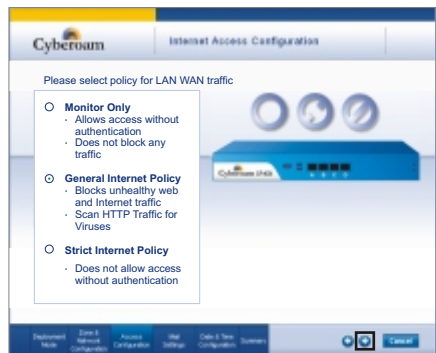 Cyberoam
Internet Access Configuration
Please select policy for LAN WAN traffic
Monitor Only
· Allows access without
authentication
· Does not block any
traffic
General Internet Policy
· Blocks unhealthy web
and Internet traffic
· Scan HTTP Traffic for
Viruses
Strict Internet Policy
· Does not allow access
without authentication
Cyberoam
Deployment
Mode
Zone &
Network
Configuration
Access
Configuration
Mail
Settings
Date & Time
Configuration
Summary
Cancel